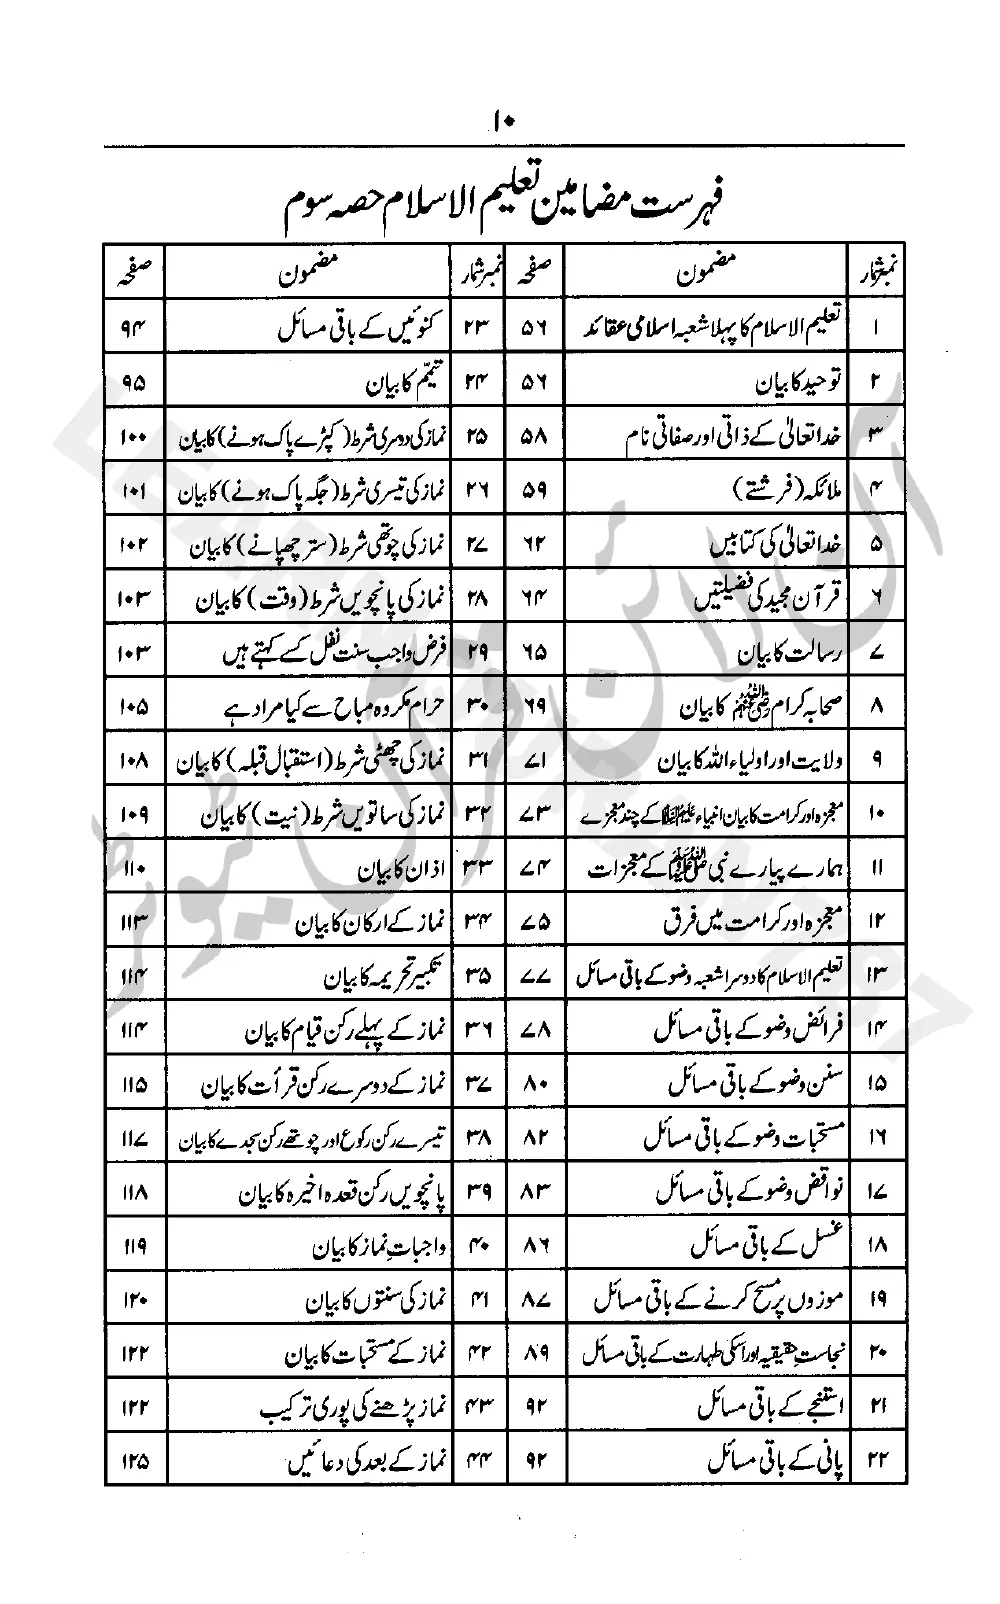 ۱۰
فہرست مضامین تعلیم الاسلام حصہ سوم
نمبرشمار مضمون صفحہ نمبرشمار مضمون صفحہ
۱ تعلیم الاسلام کا پہلا شعبہ اسلامی عقائد ۵۶ ۲۳ کنوئیں کے باقی مسائل ۹۴
۲ توحید کا بیان ۵۶ ۲۴ تیمّم کا بیان ۹۵
۳ خدا تعالیٰ کے ذاتی اور صفاتی نام ۵۸ ۲۵ نماز کی دوسری شرط (کپڑے پاک ہونے) کا بیان ۱۰۰
۴ ملائکہ (فرشتے) ۵۹ ۲۶ نماز کی تیسری شرط (جگہ پاک ہونے) کا بیان ۱۰۱
۵ خدا تعالیٰ کی کتابیں ۶۲ ۲۷ نماز کی چوتھی شرط (ستر چھپانے) کا بیان ۱۰۲
۶ قرآن مجید کی فضیلتیں ۶۴ ۲۸ نماز کی پانچویں شرط (وقت) کا بیان ۱۰۳
۷ رسالت کا بیان ۶۵ ۲۹ فرض واجب سنت نفل کسے کہتے ہیں ۱۰۳
۸ صحابہ کرام رضی اللہ عنہم کا بیان ۶۹ ۳۰ حرام مکروہ مباح سے کیا مراد ہے ۱۰۵
۹ ولایت اور اولیاء اللہ کا بیان ۷۱ ۳۱ نماز کی چھٹی شرط (استقبال قبلہ) کا بیان ۱۰۸
۱۰ معجزہ اور کرامت کا بیان انبیاء علیہم السلام کے چند معجزے ۷۳ ۳۲ نماز کی ساتویں شرط (نیت) کا بیان ۱۰۹
۱۱ ہمارے پیارے نبی ﷺ کے معجزات ۷۴ ۳۳ اذان کا بیان ۱۱۰
۱۲ معجزہ اور کرامت میں فرق ۷۵ ۳۴ نماز کے ارکان کا بیان ۱۱۳
۱۳ تعلیم الاسلام کا دوسرا شعبہ وضو کے باقی مسائل ۷۷ ۳۵ تکبیر تحریمہ کا بیان ۱۱۴
۱۴ فرائض وضو کے باقی مسائل ۷۸ ۳۶ نماز کے پہلے رکن قیام کا بیان ۱۱۴
۱۵ سنن وضو کے باقی مسائل ۸۰ ۳۷ نماز کے دوسرے رکن قرأت کا بیان ۱۱۵
۱۶ مستحبات وضو کے باقی مسائل ۸۲ ۳۸ تیسرے رکن رکوع اور چوتھے رکن سجدے کا بیان ۱۱۷
۱۷ نواقض وضو کے باقی مسائل ۸۳ ۳۹ پانچویں رکن قعدہ اخیرہ کا بیان ۱۱۸
۱۸ غسل کے باقی مسائل ۸۶ ۴۰ واجباتِ نماز کا بیان ۱۱۹
۱۹ موزوں پر مسح کرنے کے باقی مسائل ۸۷ ۴۱ نماز کی سنتوں کا بیان ۱۲۰
۲۰ نجاستِ حقیقیہ اور اسکی طہارت کے باقی مسائل ۸۹ ۴۲ نماز کے مستحبات کا بیان ۱۲۲
۲۱ استنجے کے باقی مسائل ۹۲ ۴۳ نماز پڑھنے کی پوری ترکیب ۱۲۲
۲۲ پانی کے باقی مسائل ۹۲ ۴۴ نماز کے بعد کی دعائیں ۱۲۵
آن لائن قرآن ٹیوٹر